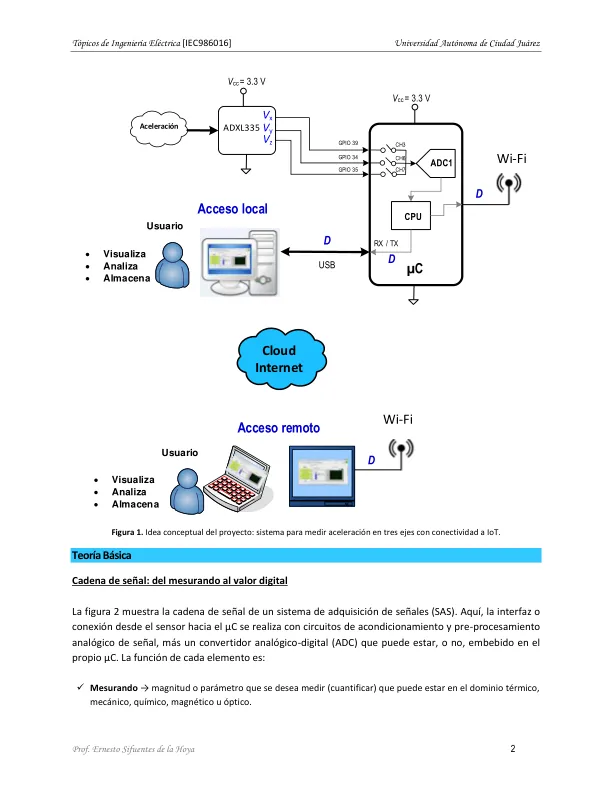 Tópicos de Ingeniería Eléctrica [IEC986016] Universidad Autónoma de Ciudad Juárez
Vcc = 3.3 V
Vcc = 3.3 V
Aceleración
ADXL335
Vx
Vy
Vz
GPIO 39
GPIO 34
GPIO 35
CH3
CH6
CH7
ADC1
Wi-Fi
D
CPU
RX / TX
D
µC
Acceso local
Usuario
• Visualiza
• Analiza
• Almacena
D
USB
Cloud
Internet
Acceso remoto
Wi-Fi
D
Usuario
• Visualiza
• Analiza
• Almacena
Figura 1. Idea conceptual del proyecto: sistema para medir aceleración en tres ejes con conectividad a IoT.
Teoría Básica
Cadena de señal: del mesurando al valor digital
La figura 2 muestra la cadena de señal de un sistema de adquisición de señales (SAS). Aquí, la interfaz o
conexión desde el sensor hacia el µC se realiza con circuitos de acondicionamiento y pre-procesamiento
analógico de señal, más un convertidor analógico-digital (ADC) que puede estar, o no, embebido en el
propio µC. La función de cada elemento es:
✓ Mesurando → magnitud o parámetro que se desea medir (cuantificar) que puede estar en el dominio térmico,
mecánico, químico, magnético u óptico.
Prof. Ernesto Sifuentes de la Hoya 2